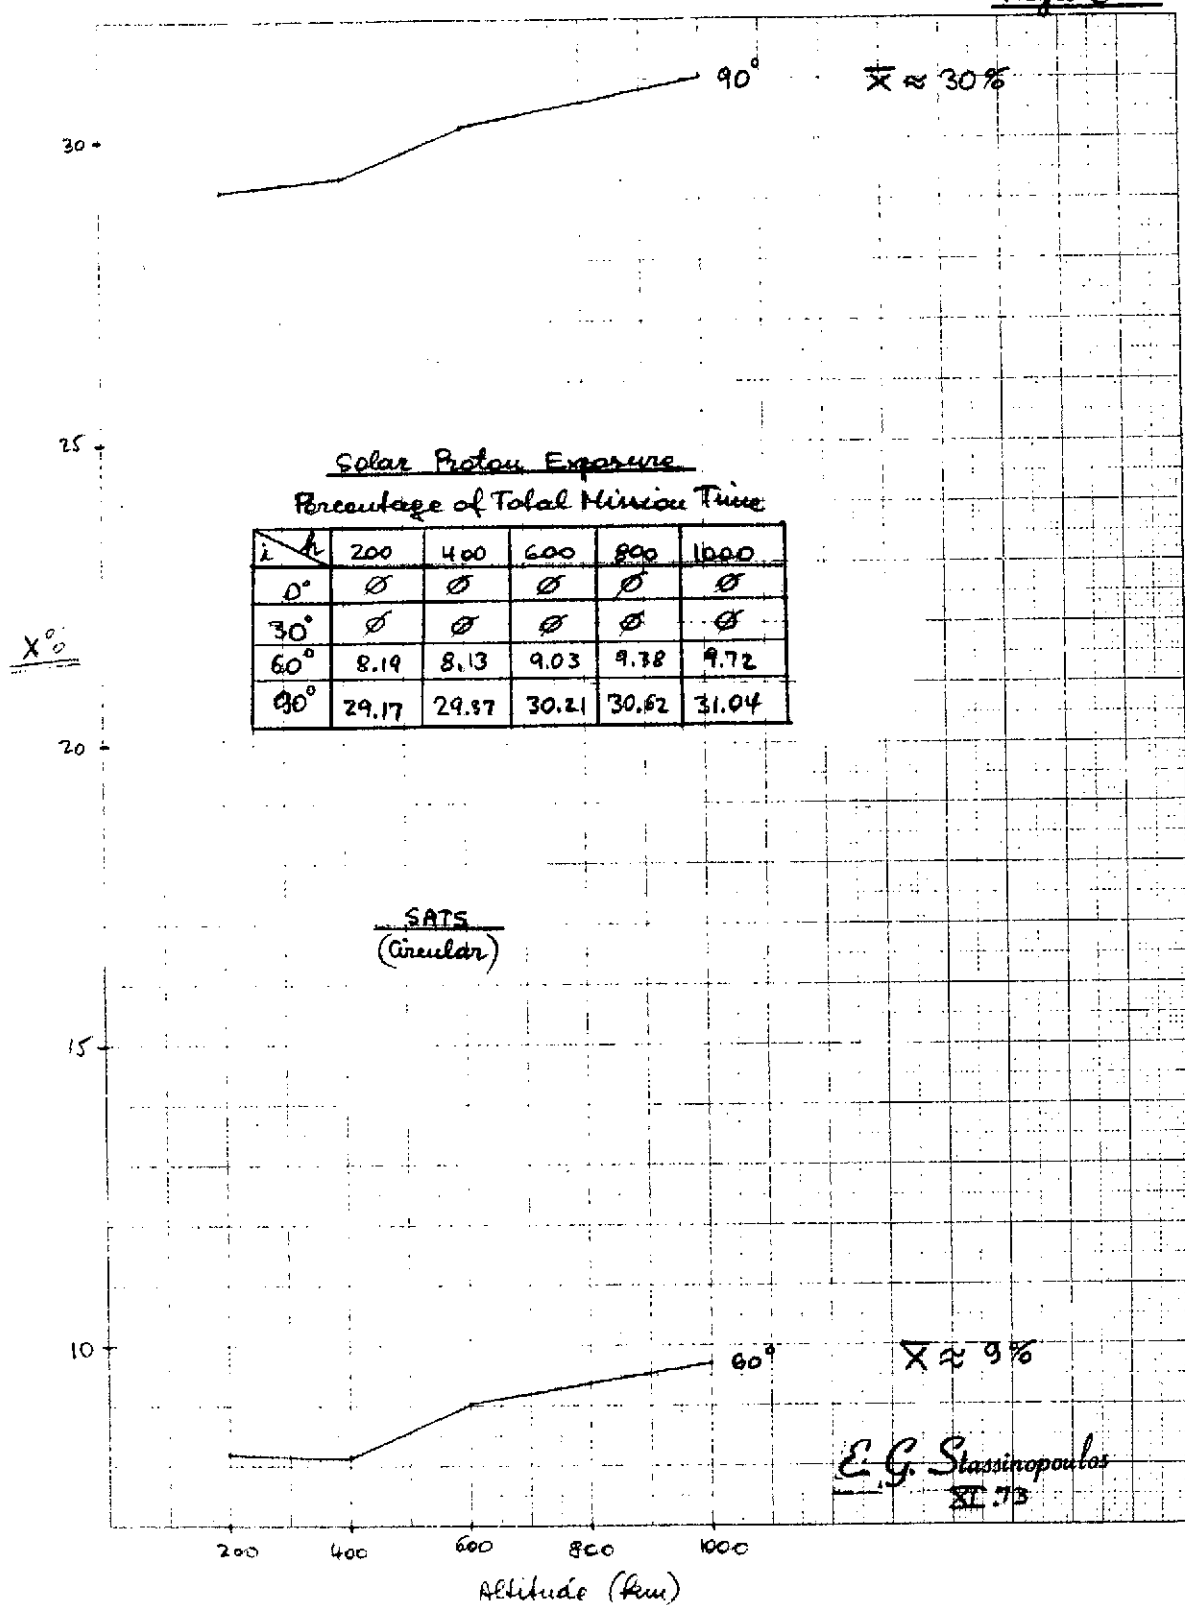 90° X̄ ≈ 30%
30
25
Solar Proton Exposure
Percentage of Total Mission Time
i h 200 400 600 800 1000
0° Ø Ø Ø Ø Ø
30° Ø Ø Ø Ø Ø
60° 8.19 8.13 9.03 9.38 9.72
90° 29.17 29.37 30.21 30.62 31.04
X%
20
SATS
(Circular)
15
10
60° X̄ ≈ 9%
E. G. Stassinopoulos
XI.73
200 400 600 800 1000
Altitude (km)